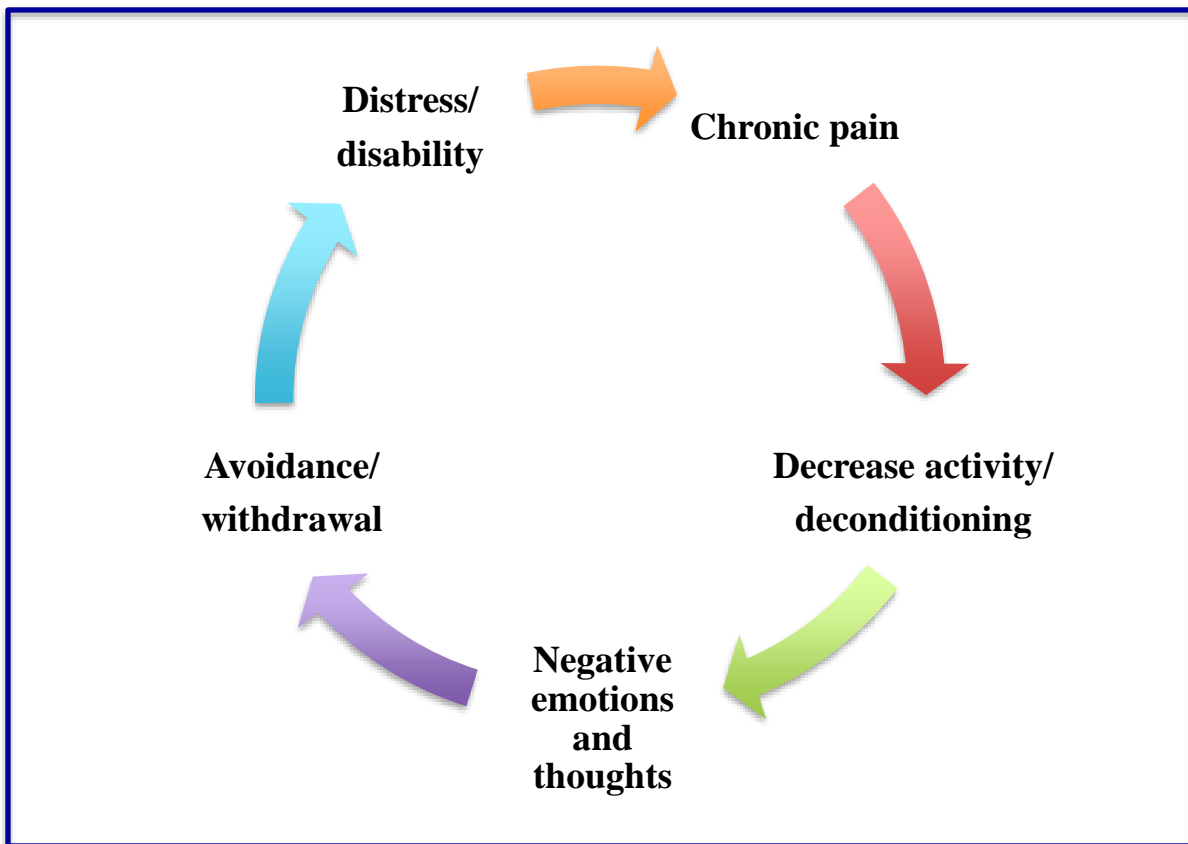 Distress/
disability
Chronic pain
Decrease activity/
deconditioning
Negative
emotions
and
thoughts
Avoidance/
withdrawal